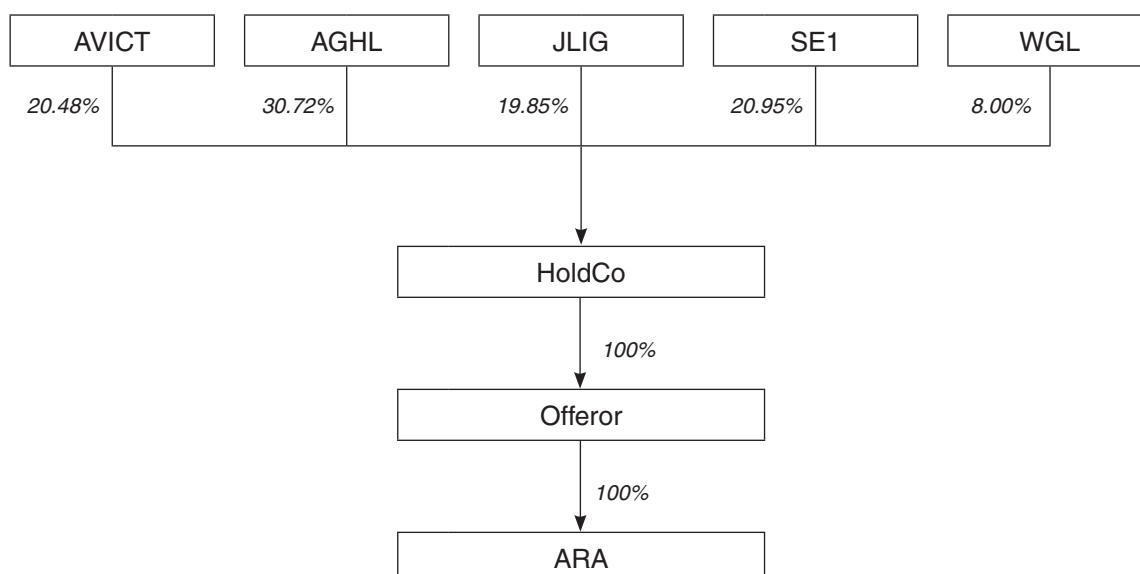 AVICT AGHL JLIG SE1 WGL
20.48% 30.72% 19.85% 20.95% 8.00%
HoldCo
100%
Offeror
100%
ARA